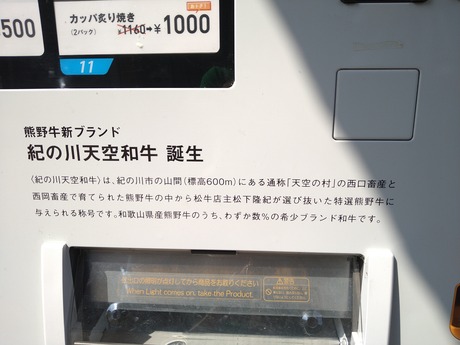 500
カッパ炙り焼き
(2パック) ¥1160➡¥1000
11
熊野牛新ブランド
紀の川天空和牛 誕生
〈紀の川天空和牛〉は、紀の川市の山間(標高600m)にある通称「天空の村」の西口畜産と
西岡畜産で育てられた熊野牛の中から松牛店主松下隆紀が選び抜いた特選熊野牛に
与えられる称号です。和歌山県産熊野牛のうち、わずか数%の希少ブランド和牛です。
When Light comes on, take the Product.